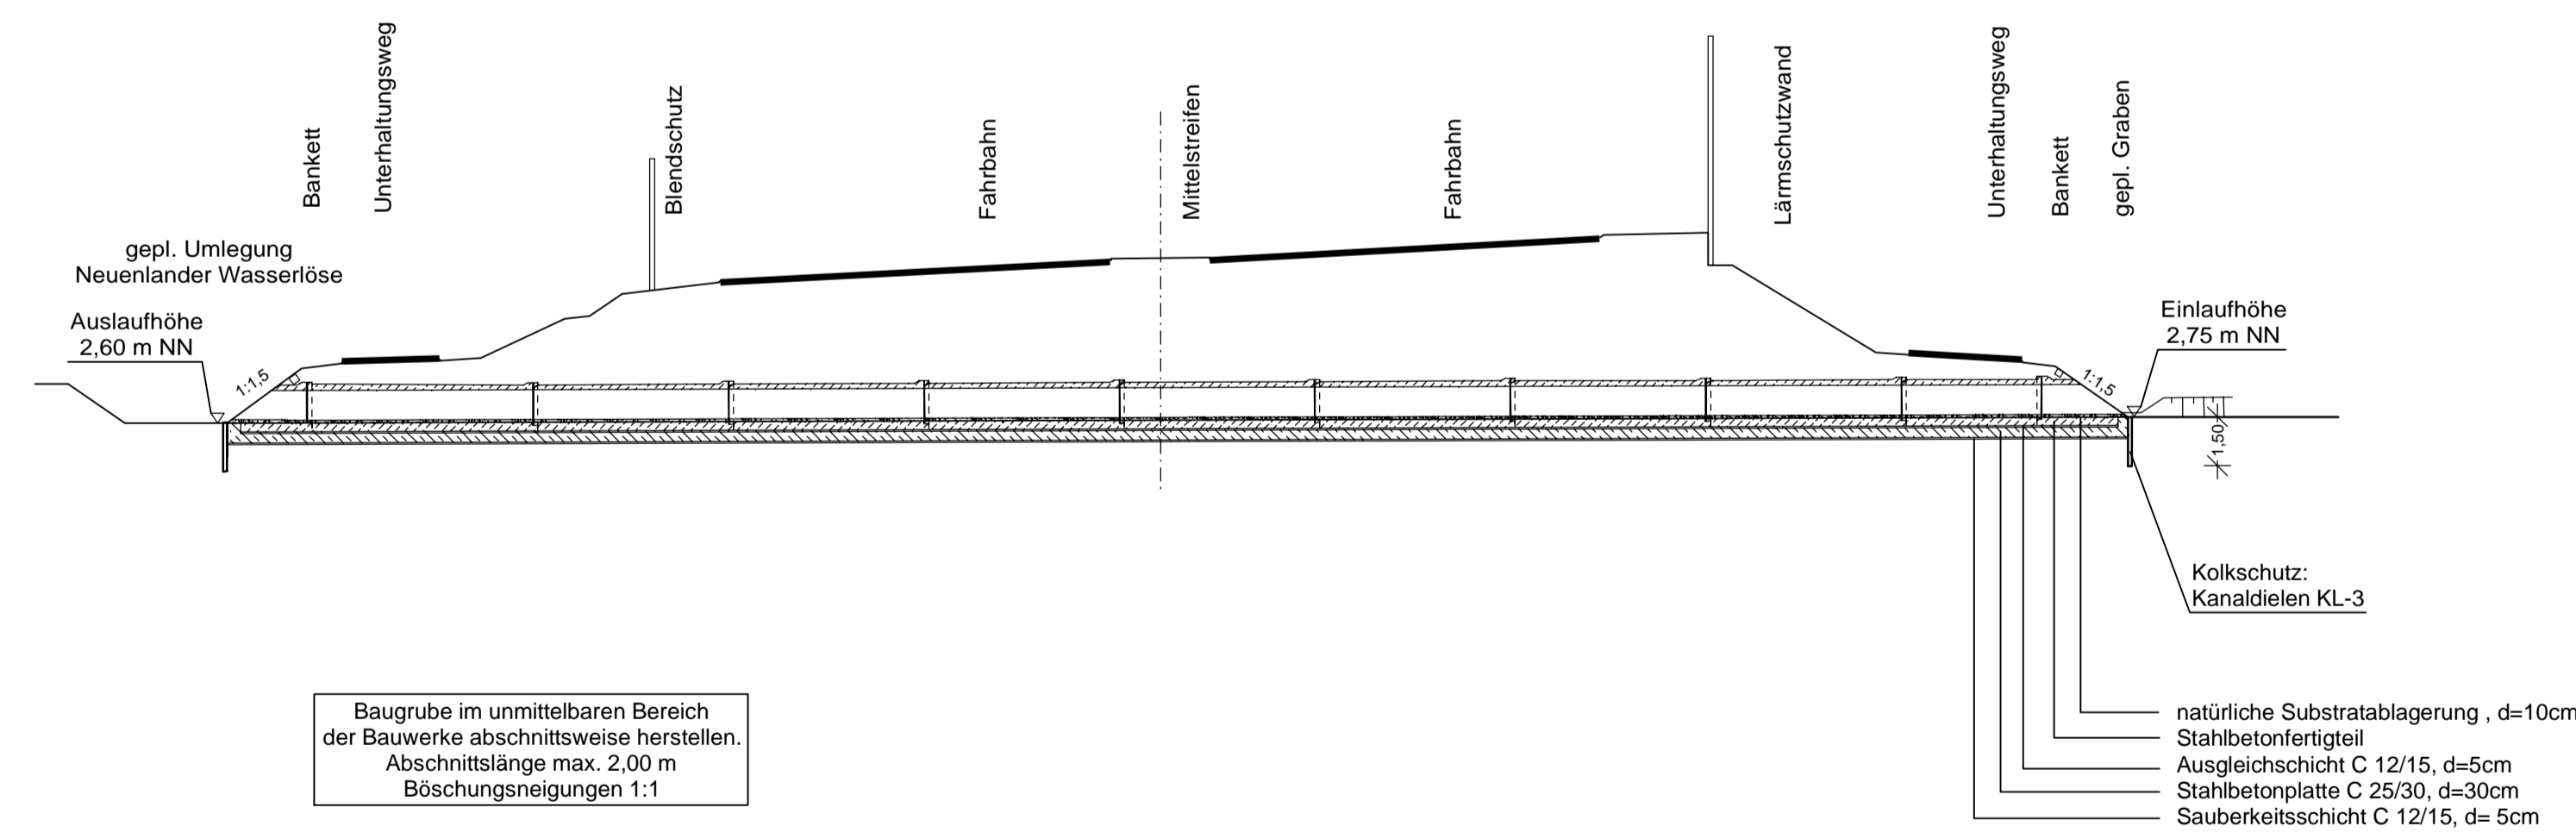 Bankett
Unterhaltungsweg
Blendschutz
Fahrbahn
Mittelstreifen
Fahrbahn
Lärmschutzwand
Unterhaltungsweg
Bankett
gepl. Graben
gepl. Umlegung
Neuenlander Wasserlöse
Auslaufhöhe
2,60 m NN
Einlaufhöhe
2,75 m NN
1:1,5
1:1,5
1,50
Kolkschutz:
Kanaldielen KL-3
Baugrube im unmittelbaren Bereich
der Bauwerke abschnittsweise herstellen.
Abschnittslänge max. 2,00 m
Böschungsneigungen 1:1
natürliche Substratablagerung , d=10cm
Stahlbetonfertigteil
Ausgleichschicht C 12/15, d=5cm
Stahlbetonplatte C 25/30, d=30cm
Sauberkeitsschicht C 12/15, d= 5cm